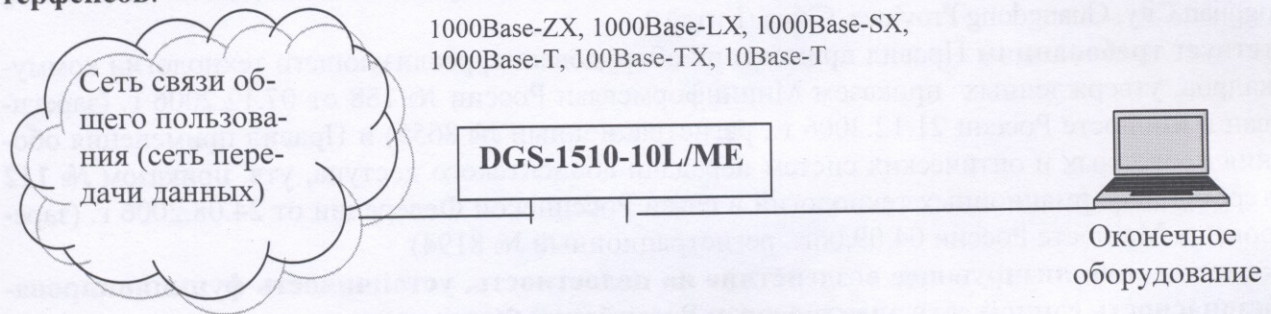 терфейсов:
1000Base-ZX, 1000Base-LX, 1000Base-SX,
1000Base-T, 100Base-TX, 10Base-T.
Сеть связи об-
щего пользова-
ния (сеть пере-
дачи данных)
DGS-1510-10L/ME
Оконечное
оборудование